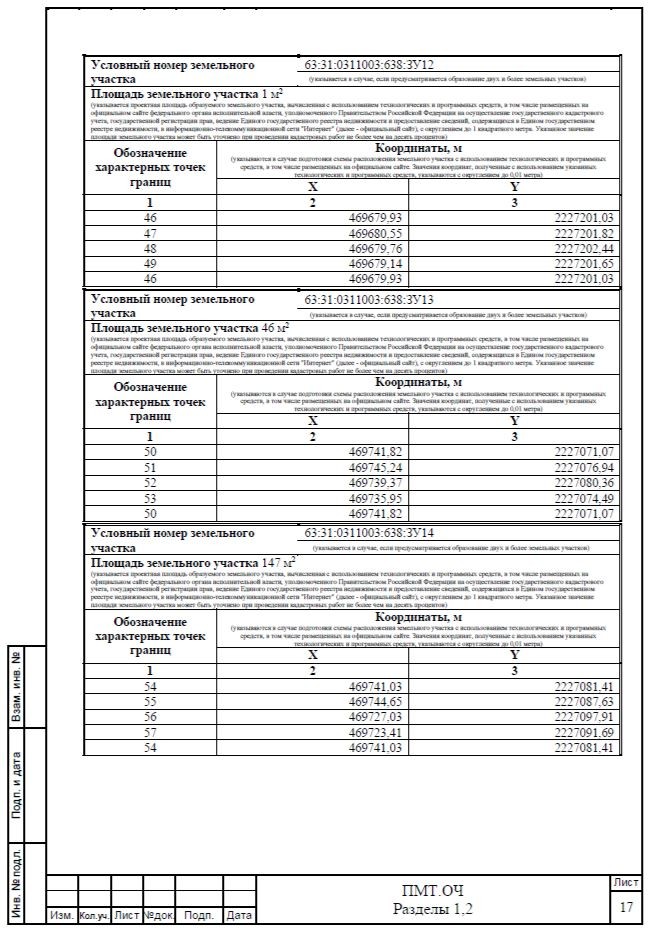 Условный номер земельного участка
63:31:0311003:638:ЗУ12
(указывается в случае, если предусматривается образование двух и более земельных участков)
Площадь земельного участка 1 м²
(указывается проектная площадь образуемого земельного участка, вычисленная с использованием технологических и программных средств, в том числе размещенных на
официальном сайте федерального органа исполнительной власти, уполномоченного Правительством Российской Федерации на осуществление государственного кадастрового
учета, государственной регистрации прав, ведение Единого государственного реестра недвижимости и предоставление сведений, содержащихся в Едином государственном
реестре недвижимости, в информационно-телекоммуникационной сети "Интернет" (далее - официальный сайт), с округлением до 1 квадратного метра. Указанное значение
площади земельного участка может быть уточнено при проведении кадастровых работ не более чем на десять процентов)
Обозначение характерных точек границ
Координаты, м
(указываются в случае подготовки схемы расположения земельного участка с использованием технологических и программных
средств, в том числе размещенных на официальном сайте. Значения координат, полученные с использованием указанных
технологических и программных средств, указываются с округлением до 0,01 метра)
X Y
1 2 3
46 469679,93 2227201,03
47 469680,55 2227201,82
48 469679,76 2227202,44
49 469679,14 2227201,65
46 469679,93 2227201,03
Условный номер земельного участка
63:31:0311003:638:ЗУ13
(указывается в случае, если предусматривается образование двух и более земельных участков)
Площадь земельного участка 46 м²
(указывается проектная площадь образуемого земельного участка, вычисленная с использованием технологических и программных средств, в том числе размещенных на
официальном сайте федерального органа исполнительной власти, уполномоченного Правительством Российской Федерации на осуществление государственного кадастрового
учета, государственной регистрации прав, ведение Единого государственного реестра недвижимости и предоставление сведений, содержащихся в Едином государственном
реестре недвижимости, в информационно-телекоммуникационной сети "Интернет" (далее - официальный сайт), с округлением до 1 квадратного метра. Указанное значение
площади земельного участка может быть уточнено при проведении кадастровых работ не более чем на десять процентов)
Обозначение характерных точек границ
Координаты, м
(указываются в случае подготовки схемы расположения земельного участка с использованием технологических и программных
средств, в том числе размещенных на официальном сайте. Значения координат, полученные с использованием указанных
технологических и программных средств, указываются с округлением до 0,01 метра)
X Y
1 2 3
50 469741,82 2227071,07
51 469745,24 2227076,94
52 469739,37 2227080,36
53 469735,95 2227074,49
50 469741,82 2227071,07
Условный номер земельного участка
63:31:0311003:638:ЗУ14
(указывается в случае, если предусматривается образование двух и более земельных участков)
Площадь земельного участка 147 м²
(указывается проектная площадь образуемого земельного участка, вычисленная с использованием технологических и программных средств, в том числе размещенных на
официальном сайте федерального органа исполнительной власти, уполномоченного Правительством Российской Федерации на осуществление государственного кадастрового
учета, государственной регистрации прав, ведение Единого государственного реестра недвижимости и предоставление сведений, содержащихся в Едином государственном
реестре недвижимости, в информационно-телекоммуникационной сети "Интернет" (далее - официальный сайт), с округлением до 1 квадратного метра. Указанное значение
площади земельного участка может быть уточнено при проведении кадастровых работ не более чем на десять процентов)
Обозначение характерных точек границ
Координаты, м
(указываются в случае подготовки схемы расположения земельного участка с использованием технологических и программных
средств, в том числе размещенных на официальном сайте. Значения координат, полученные с использованием указанных
технологических и программных средств, указываются с округлением до 0,01 метра)
X Y
1 2 3
54 469741,03 2227081,41
55 469744,65 2227087,63
56 469727,03 2227097,91
57 469723,41 2227091,69
54 469741,03 2227081,41
Взам. инв. №
Подп. и дата
Инв. № подл.
Изм. Кол.уч. Лист №док. Подп. Дата
ПМТ.ОЧ
Разделы 1,2
Лист
17